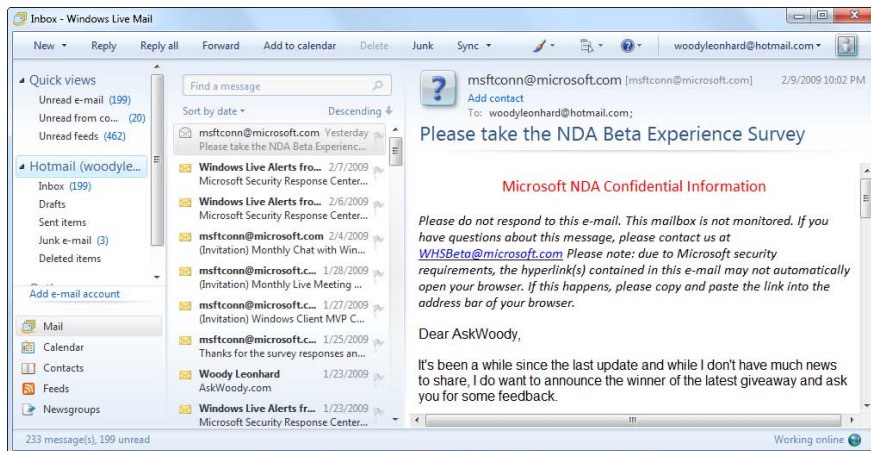 Inbox - Windows Live Mail
New Reply Reply all Forward Add to calendar Delete Junk Sync woodyleonhard@hotmail.com
Quick views
Unread e-mail (199)
Unread from co... (20)
Unread feeds (462)
Hotmail (woodyle...
Inbox (199)
Drafts
Sent items
Junk e-mail (3)
Deleted items
Add e-mail account
Mail
Calendar
Contacts
Feeds
Newsgroups
Find a message
Sort by date Descending
msftconn@microsoft.com Yesterday
Please take the NDA Beta Experienc...
Windows Live Alerts fro... 2/7/2009
Microsoft Security Response Center...
Windows Live Alerts fro... 2/6/2009
Microsoft Security Response Center...
msftconn@microsoft.com 2/4/2009
(Invitation) Monthly Chat with Win...
msftconn@microsoft.c... 1/28/2009
(Invitation) Monthly Live Meeting ...
msftconn@microsoft.c... 1/27/2009
(Invitation) Windows Client MVP C...
msftconn@microsoft.c... 1/25/2009
Thanks for the survey responses an...
Woody Leonhard 1/23/2009
AskWoody.com
Windows Live Alerts fr... 1/23/2009
Microsoft Security Response Center...
msftconn@microsoft.com [msftconn@microsoft.com] 2/9/2009 10:02 PM
Add contact
To: woodyleonhard@hotmail.com;
Please take the NDA Beta Experience Survey
Microsoft NDA Confidential Information
Please do not respond to this e-mail. This mailbox is not monitored. If you
have questions about this message, please contact us at
WHSBeta@microsoft.com Please note: due to Microsoft security
requirements, the hyperlink(s) contained in this e-mail may not automatically
open your browser. If this happens, please copy and paste the link into the
address bar of your browser.
Dear AskWoody,
It's been a while since the last update and while I don't have much news
to share, I do want to announce the winner of the latest giveaway and ask
you for some feedback.
233 message(s), 199 unread
Working online